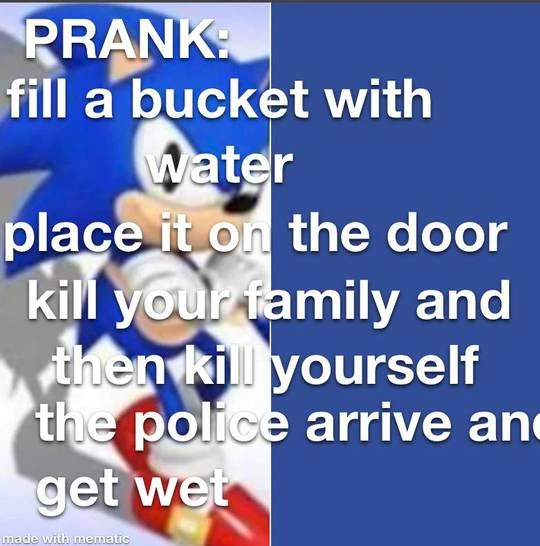 PRANK:
fill a bucket with
water
place it on the door
kill your family and
then kill yourself
the police arrive and
get wet
made with mematic